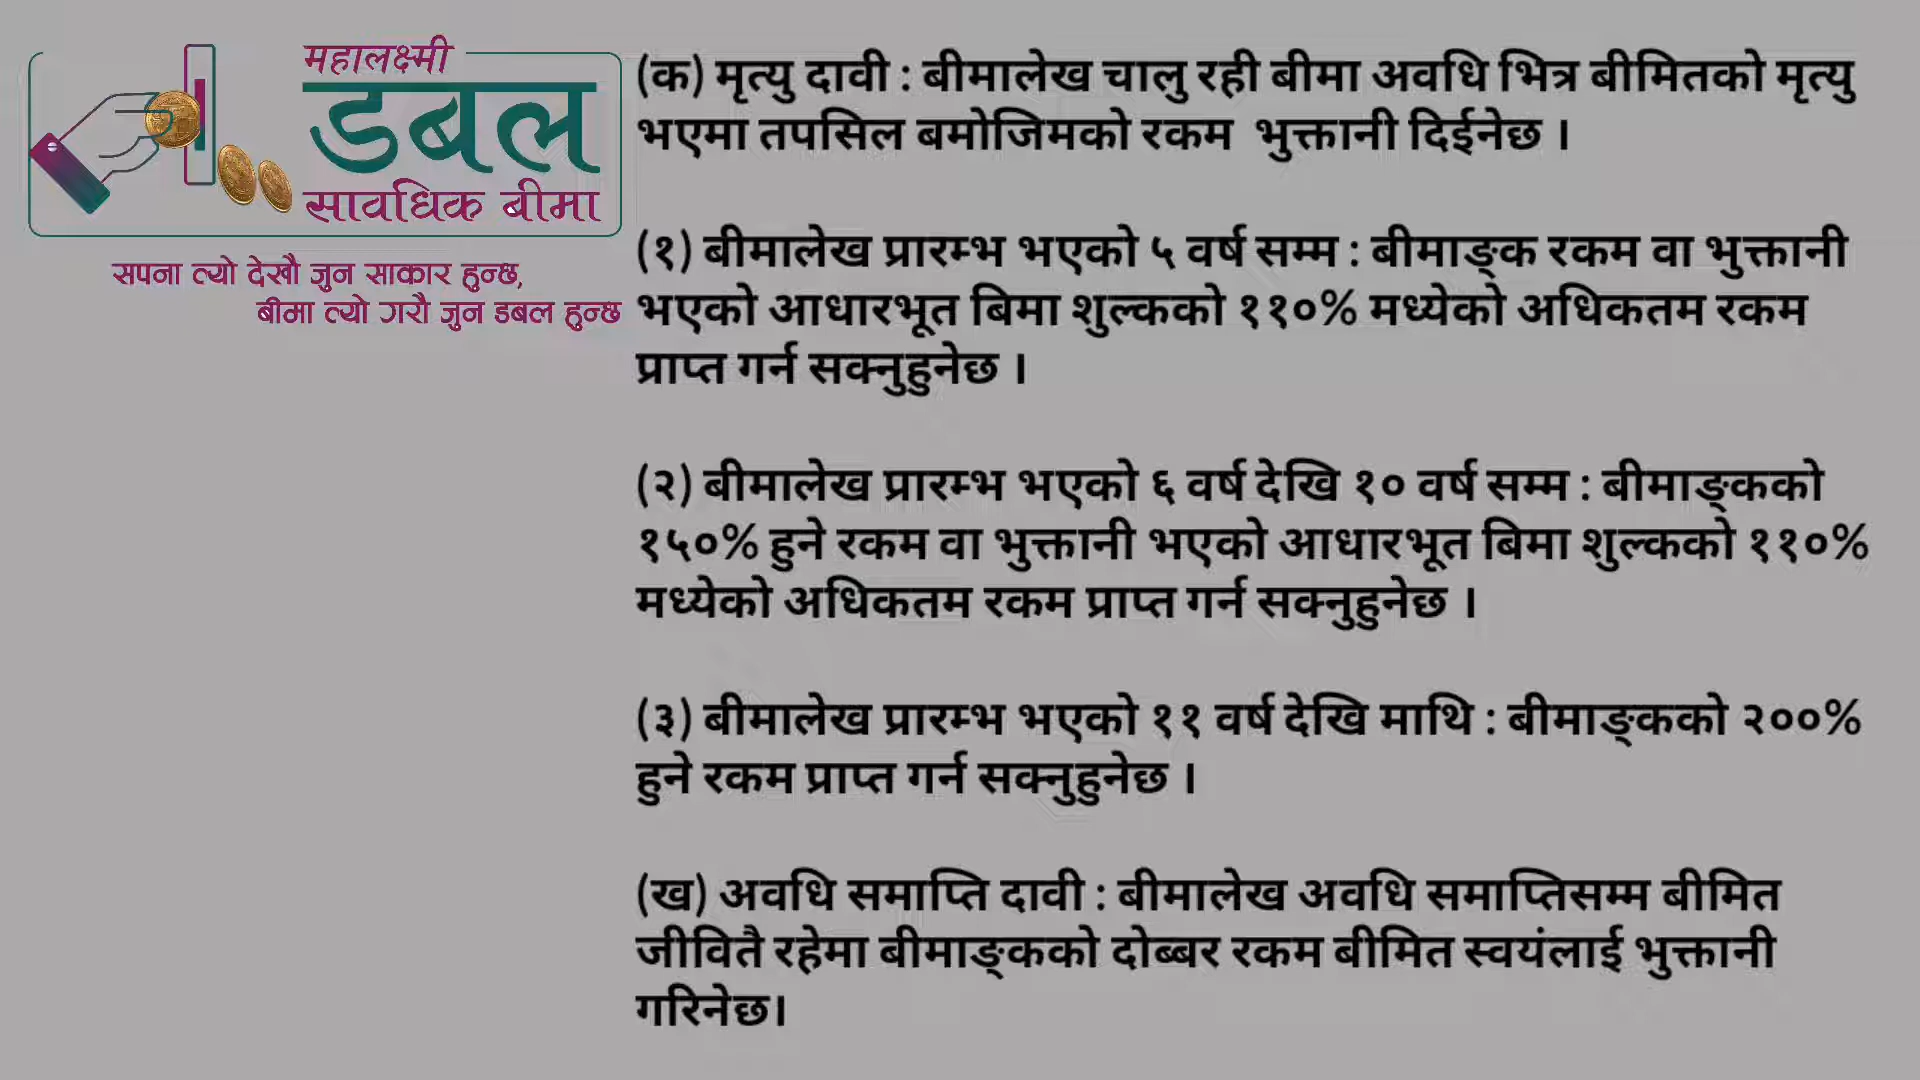 महालक्ष्मी
डबल
सावधिक बीमा
सपना त्यो देखौ जुन साकार हुन्छ,
बीमा त्यो गरौ जुन डबल हुन्छ
(क) मृत्यु दावी : बीमालेख चालु रही बीमा अवधि भित्र बीमितको मृत्यु
भएमा तपसिल बमोजिमको रकम भुक्तानी दिईनेछ ।
(१) बीमालेख प्रारम्भ भएको ५ वर्ष सम्म : बीमाङ्क रकम वा भुक्तानी
भएको आधारभूत बिमा शुल्कको ११०% मध्येको अधिकतम रकम
प्राप्त गर्न सक्नुहुनेछ ।
(२) बीमालेख प्रारम्भ भएको ६ वर्ष देखि १० वर्ष सम्म : बीमाङ्कको
१५०% हुने रकम वा भुक्तानी भएको आधारभूत बिमा शुल्कको ११०%
मध्येको अधिकतम रकम प्राप्त गर्न सक्नुहुनेछ ।
(३) बीमालेख प्रारम्भ भएको ११ वर्ष देखि माथि : बीमाङ्कको २००%
हुने रकम प्राप्त गर्न सक्नुहुनेछ ।
(ख) अवधि समाप्ति दावी : बीमालेख अवधि समाप्तिसम्म बीमित
जीवितै रहेमा बीमाङ्कको दोब्बर रकम बीमित स्वयंलाई भुक्तानी
गरिनेछ।